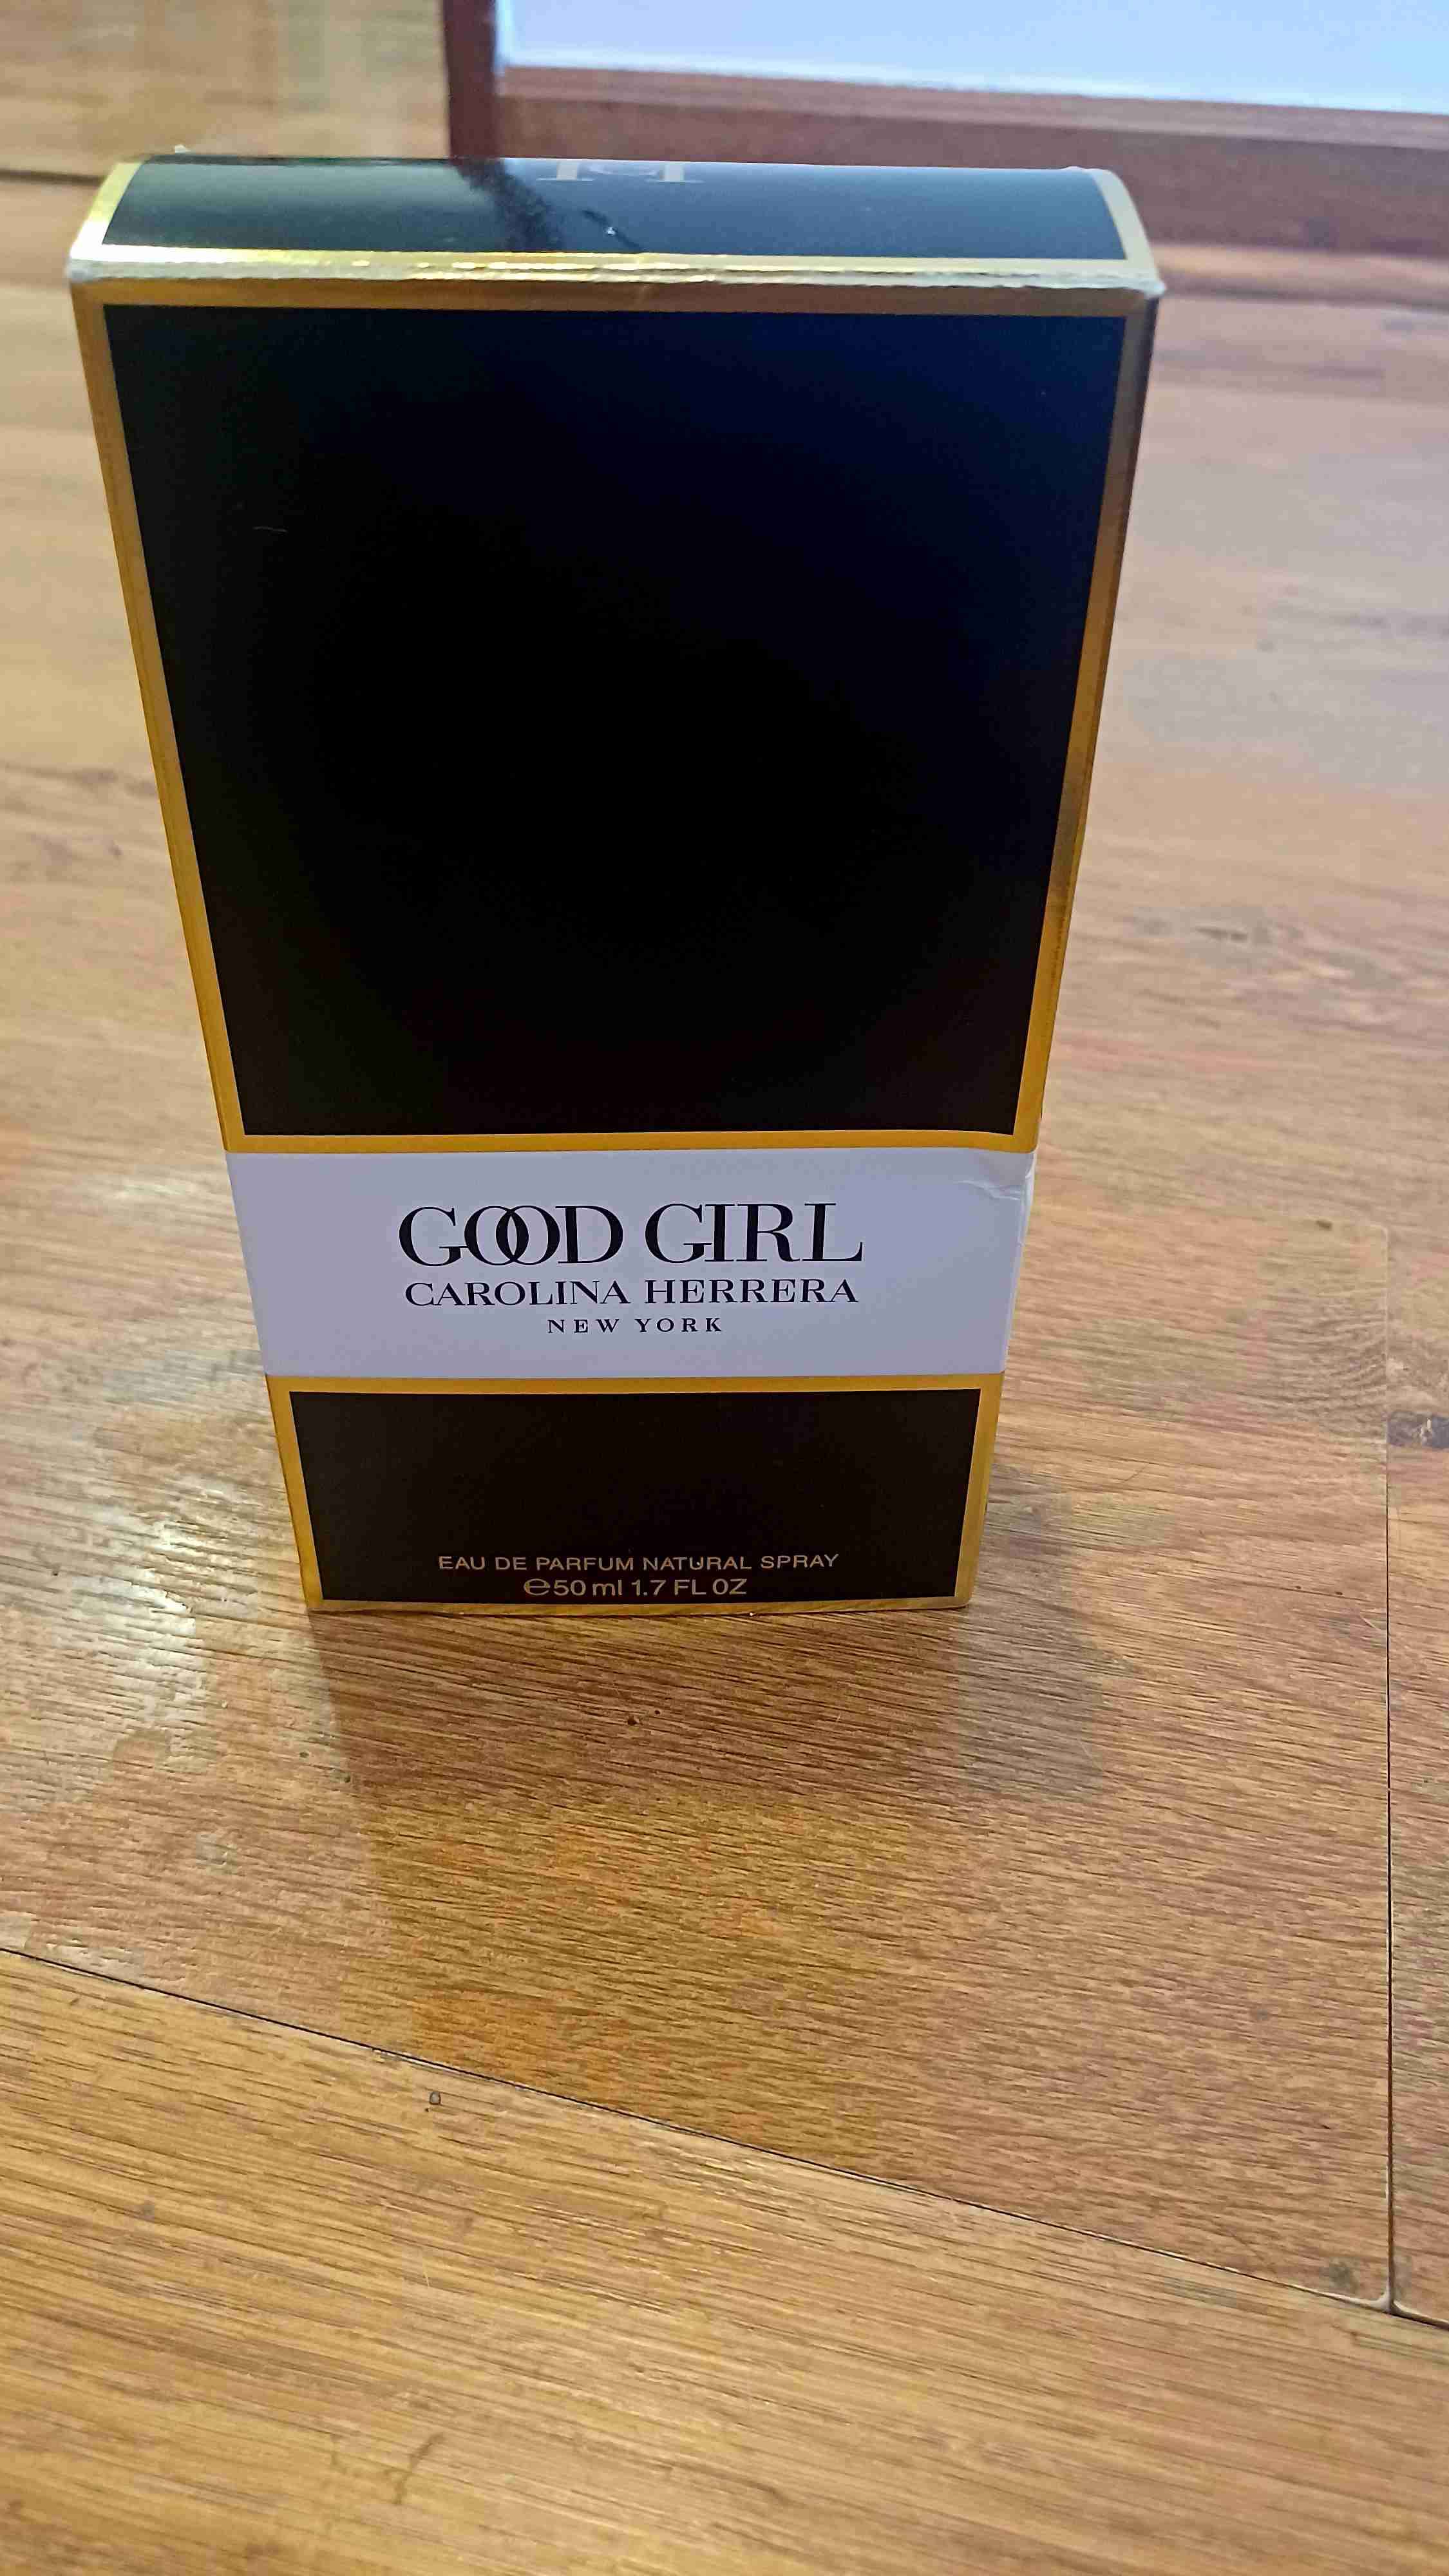 GOOD GIRL
CAROLINA HERRERA
NEW YORK
EAU DE PARFUM NATURAL SPRAY
℮50 ml 1.7 FL OZ